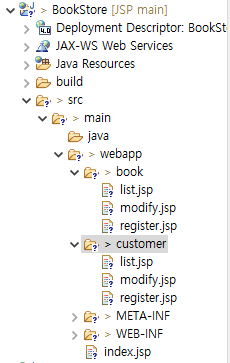 > BookStore [JSP main]
Deployment Descriptor: BookSto
JAX-WS Web Services
Java Resources
build
> src
> main
java
> webapp
> book
list.jsp
modify.jsp
register.jsp
> customer
list.jsp
modify.jsp
register.jsp
> META-INF
> WEB-INF
index.jsp